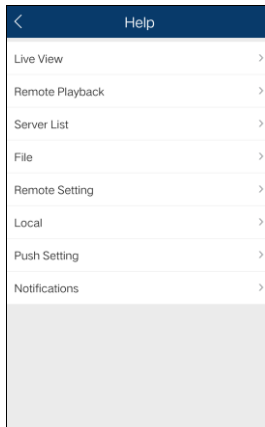 Help
Live View
Remote Playback
Server List
File
Remote Setting
Local
Push Setting
Notifications